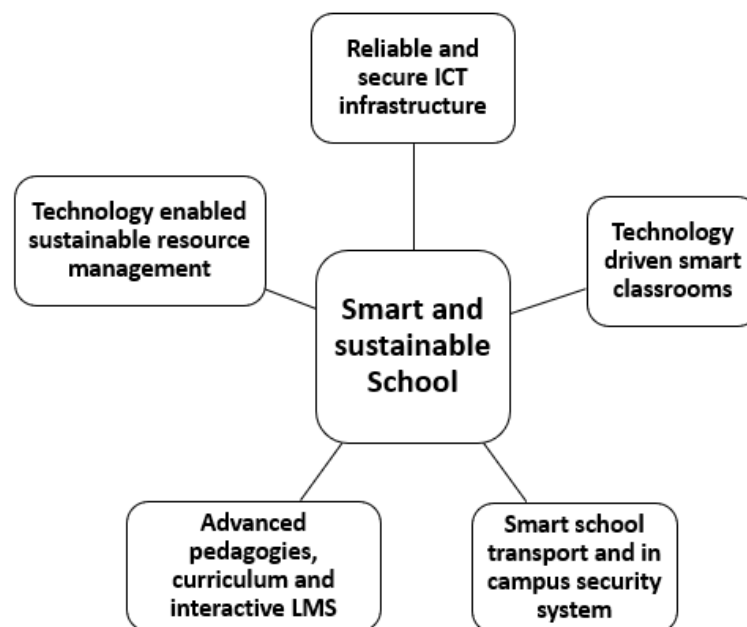 Reliable and
secure ICT
infrastructure
Technology enabled
sustainable resource
management
Technology
driven smart
classrooms
Smart and
sustainable
School
Advanced
pedagogies,
curriculum and
interactive LMS
Smart school
transport and in
campus security
system